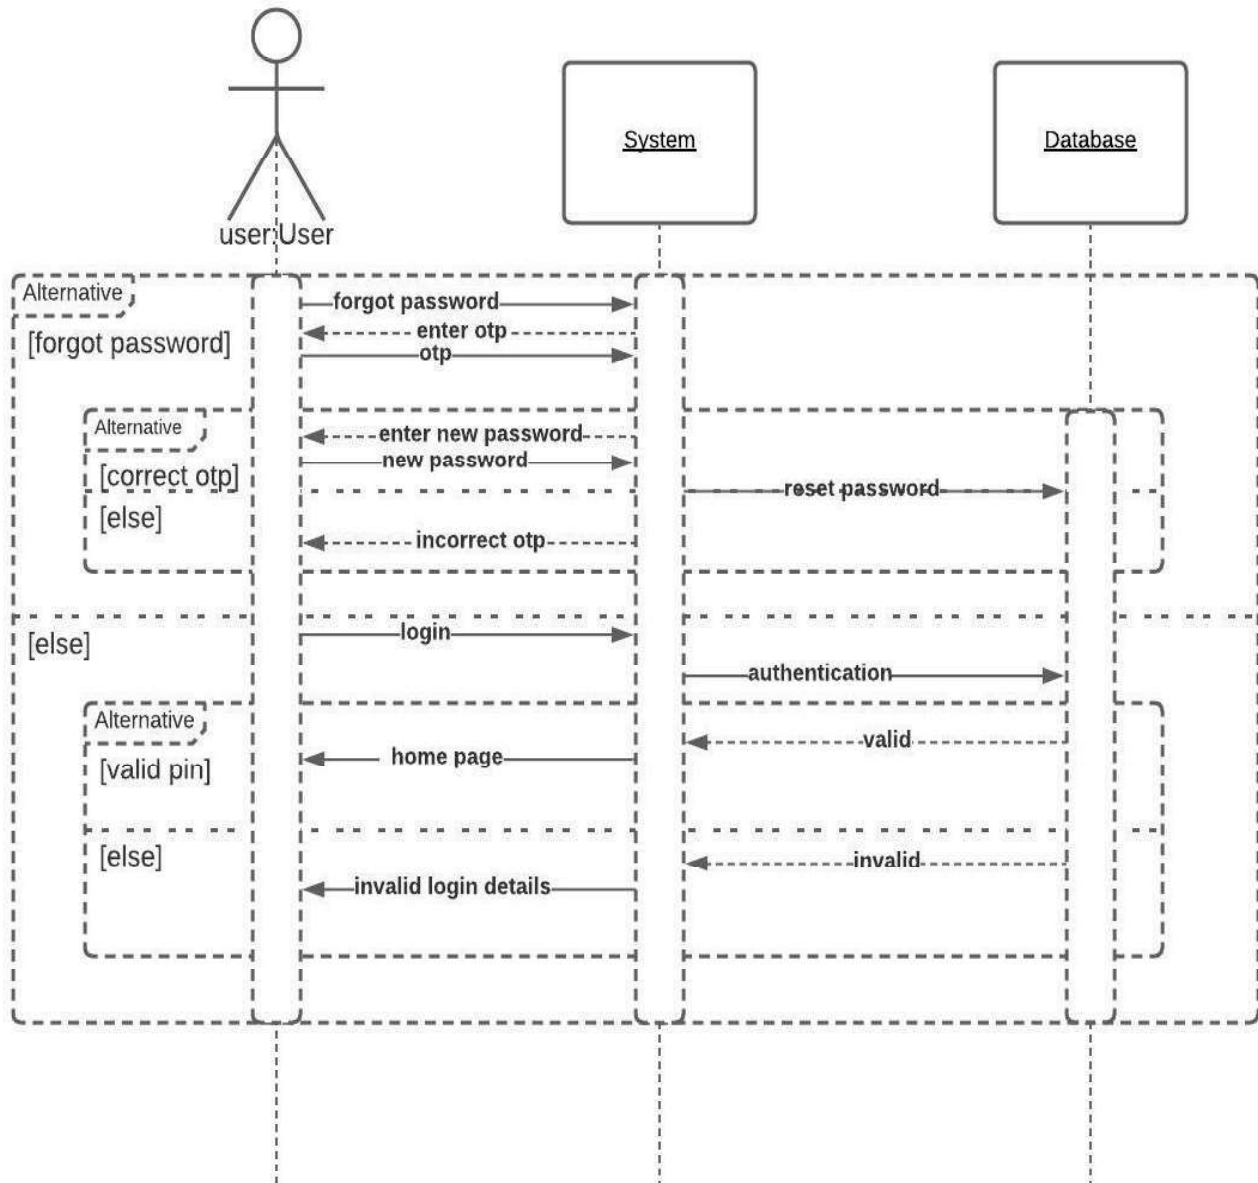 System
Database
user:User
Alternative
forgot password
enter otp
[forgot password]
otp
Alternative
enter new password
new password
[correct otp]
reset password
[else]
incorrect otp
login
[else]
authentication
Alternative
valid
home page
[valid pin]
[else]
invalid
invalid login details